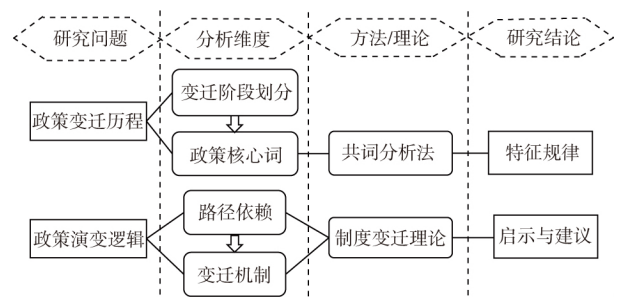 研究问题
分析维度
方法/理论
研究结论
变迁阶段划分
政策变迁历程
政策核心词
共词分析法
特征规律
路径依赖
政策演变逻辑
制度变迁理论
启示与建议
变迁机制